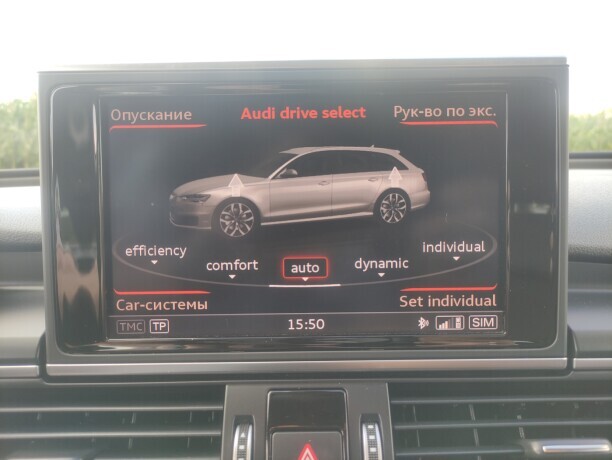 Опускание
Audi drive select
Рук-во по экс.
efficiency
comfort
auto
dynamic
individual
Car-системы
Set individual
TMC TP
15:50
SIM